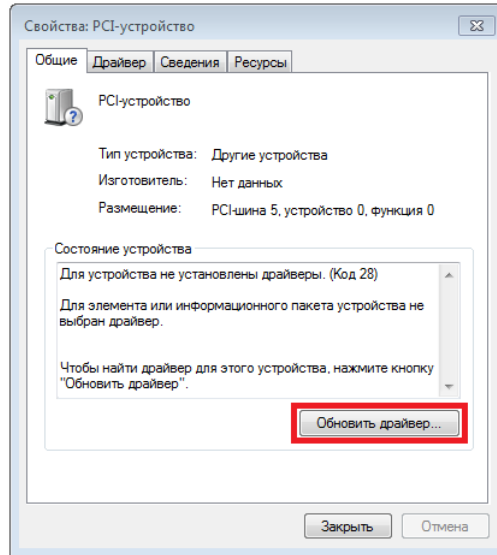 Свойства: PCI-устройство
Общие Драйвер Сведения Ресурсы
PCI-устройство
Тип устройства: Другие устройства
Изготовитель: Нет данных
Размещение: PCI-шина 5, устройство 0, функция 0
Состояние устройства
Для устройства не установлены драйверы. (Код 28)
Для элемента или информационного пакета устройства не
выбран драйвер.
Чтобы найти драйвер для этого устройства, нажмите кнопку
"Обновить драйвер".
Обновить драйвер...
Закрыть Отмена